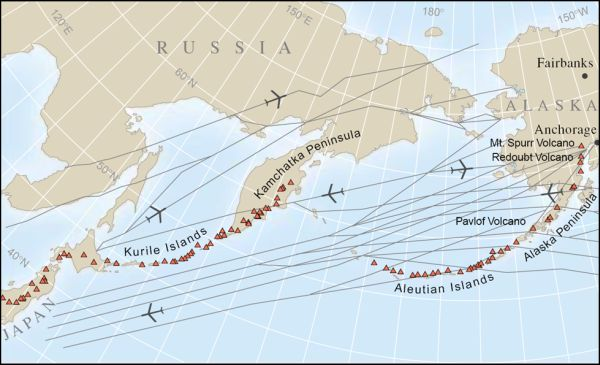 120°E
150°E
180°
150°W
RUSSIA
50°N
60°N
Fairbanks
ALASKA
Anchorage
Mt. Spurr Volcano
Redoubt Volcano
Kamchatka Peninsula
Pavlof Volcano
Alaska Peninsula
Kurile Islands
40°N
Aleutian Islands
JAPAN